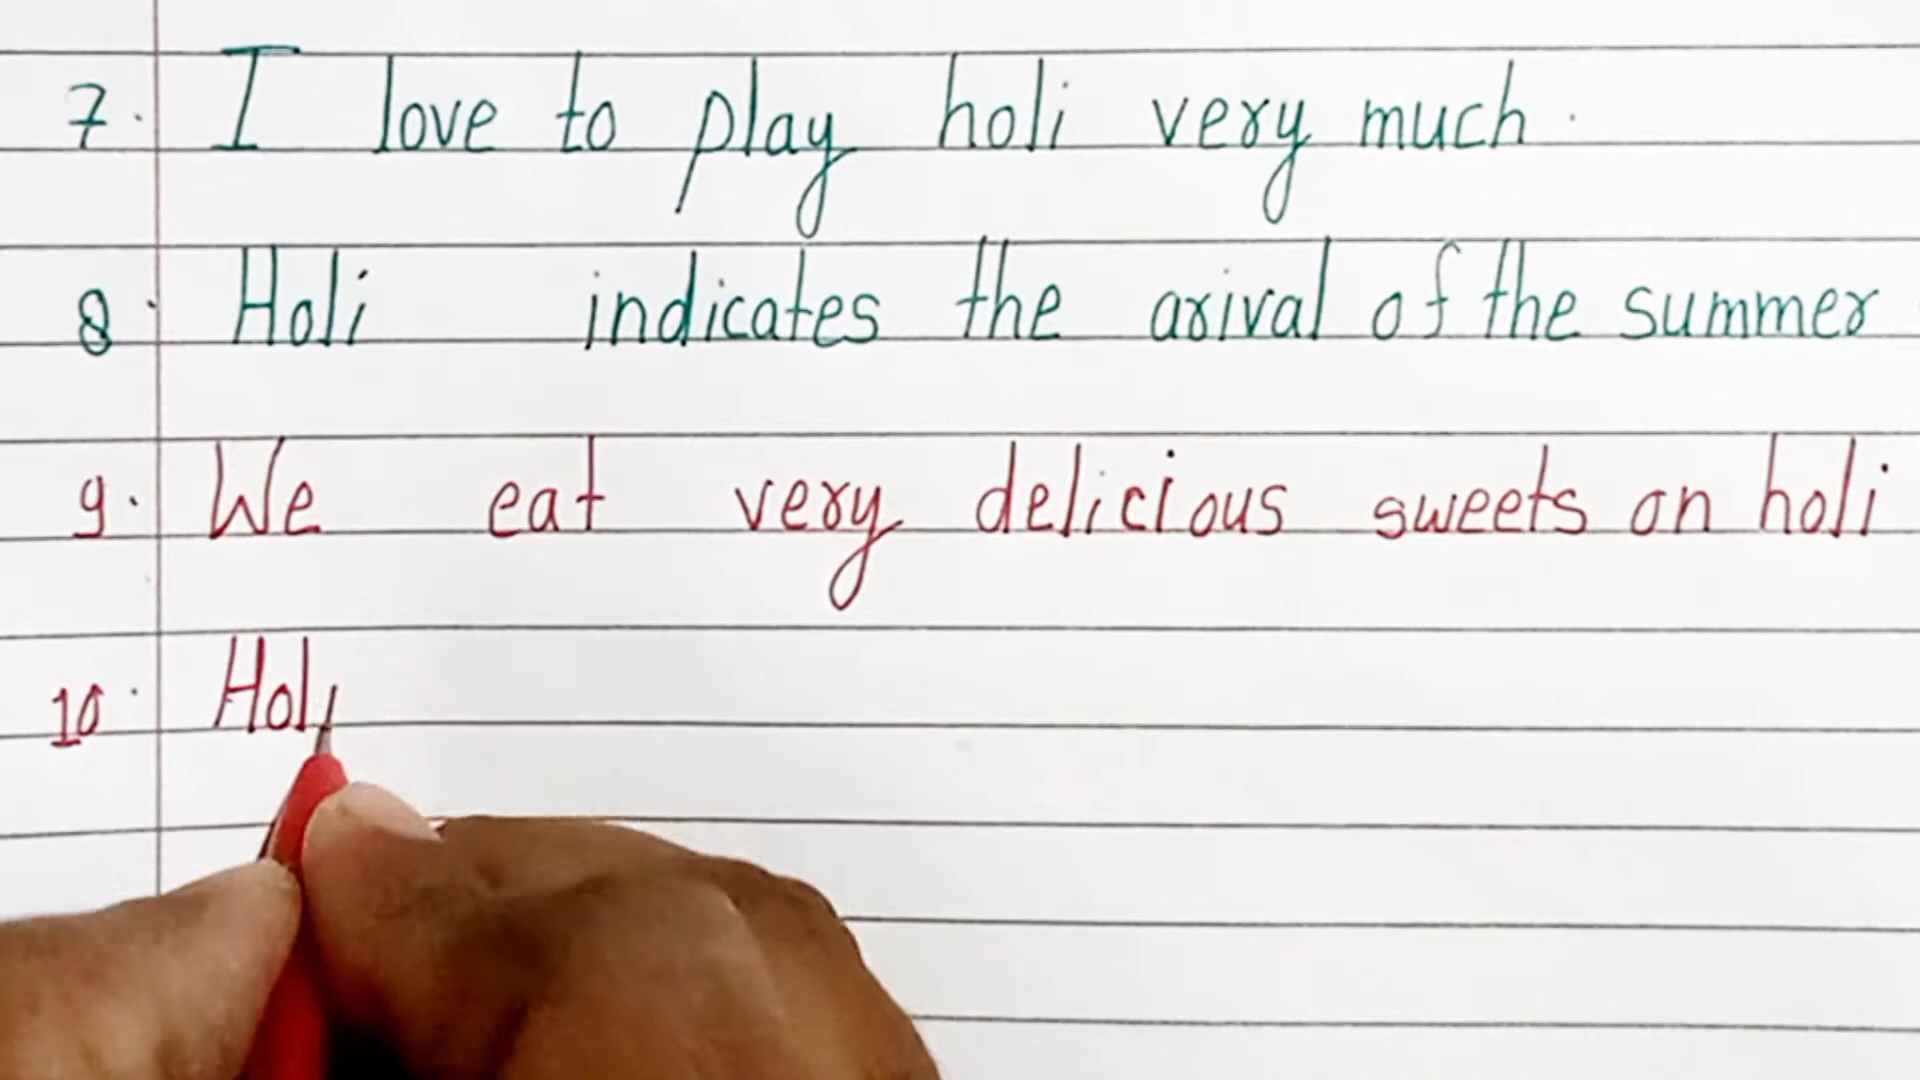 7. I love to play holi very much.
8. Holi indicates the arival of the summer
9. We eat very delicious sweets on holi
10. Holi